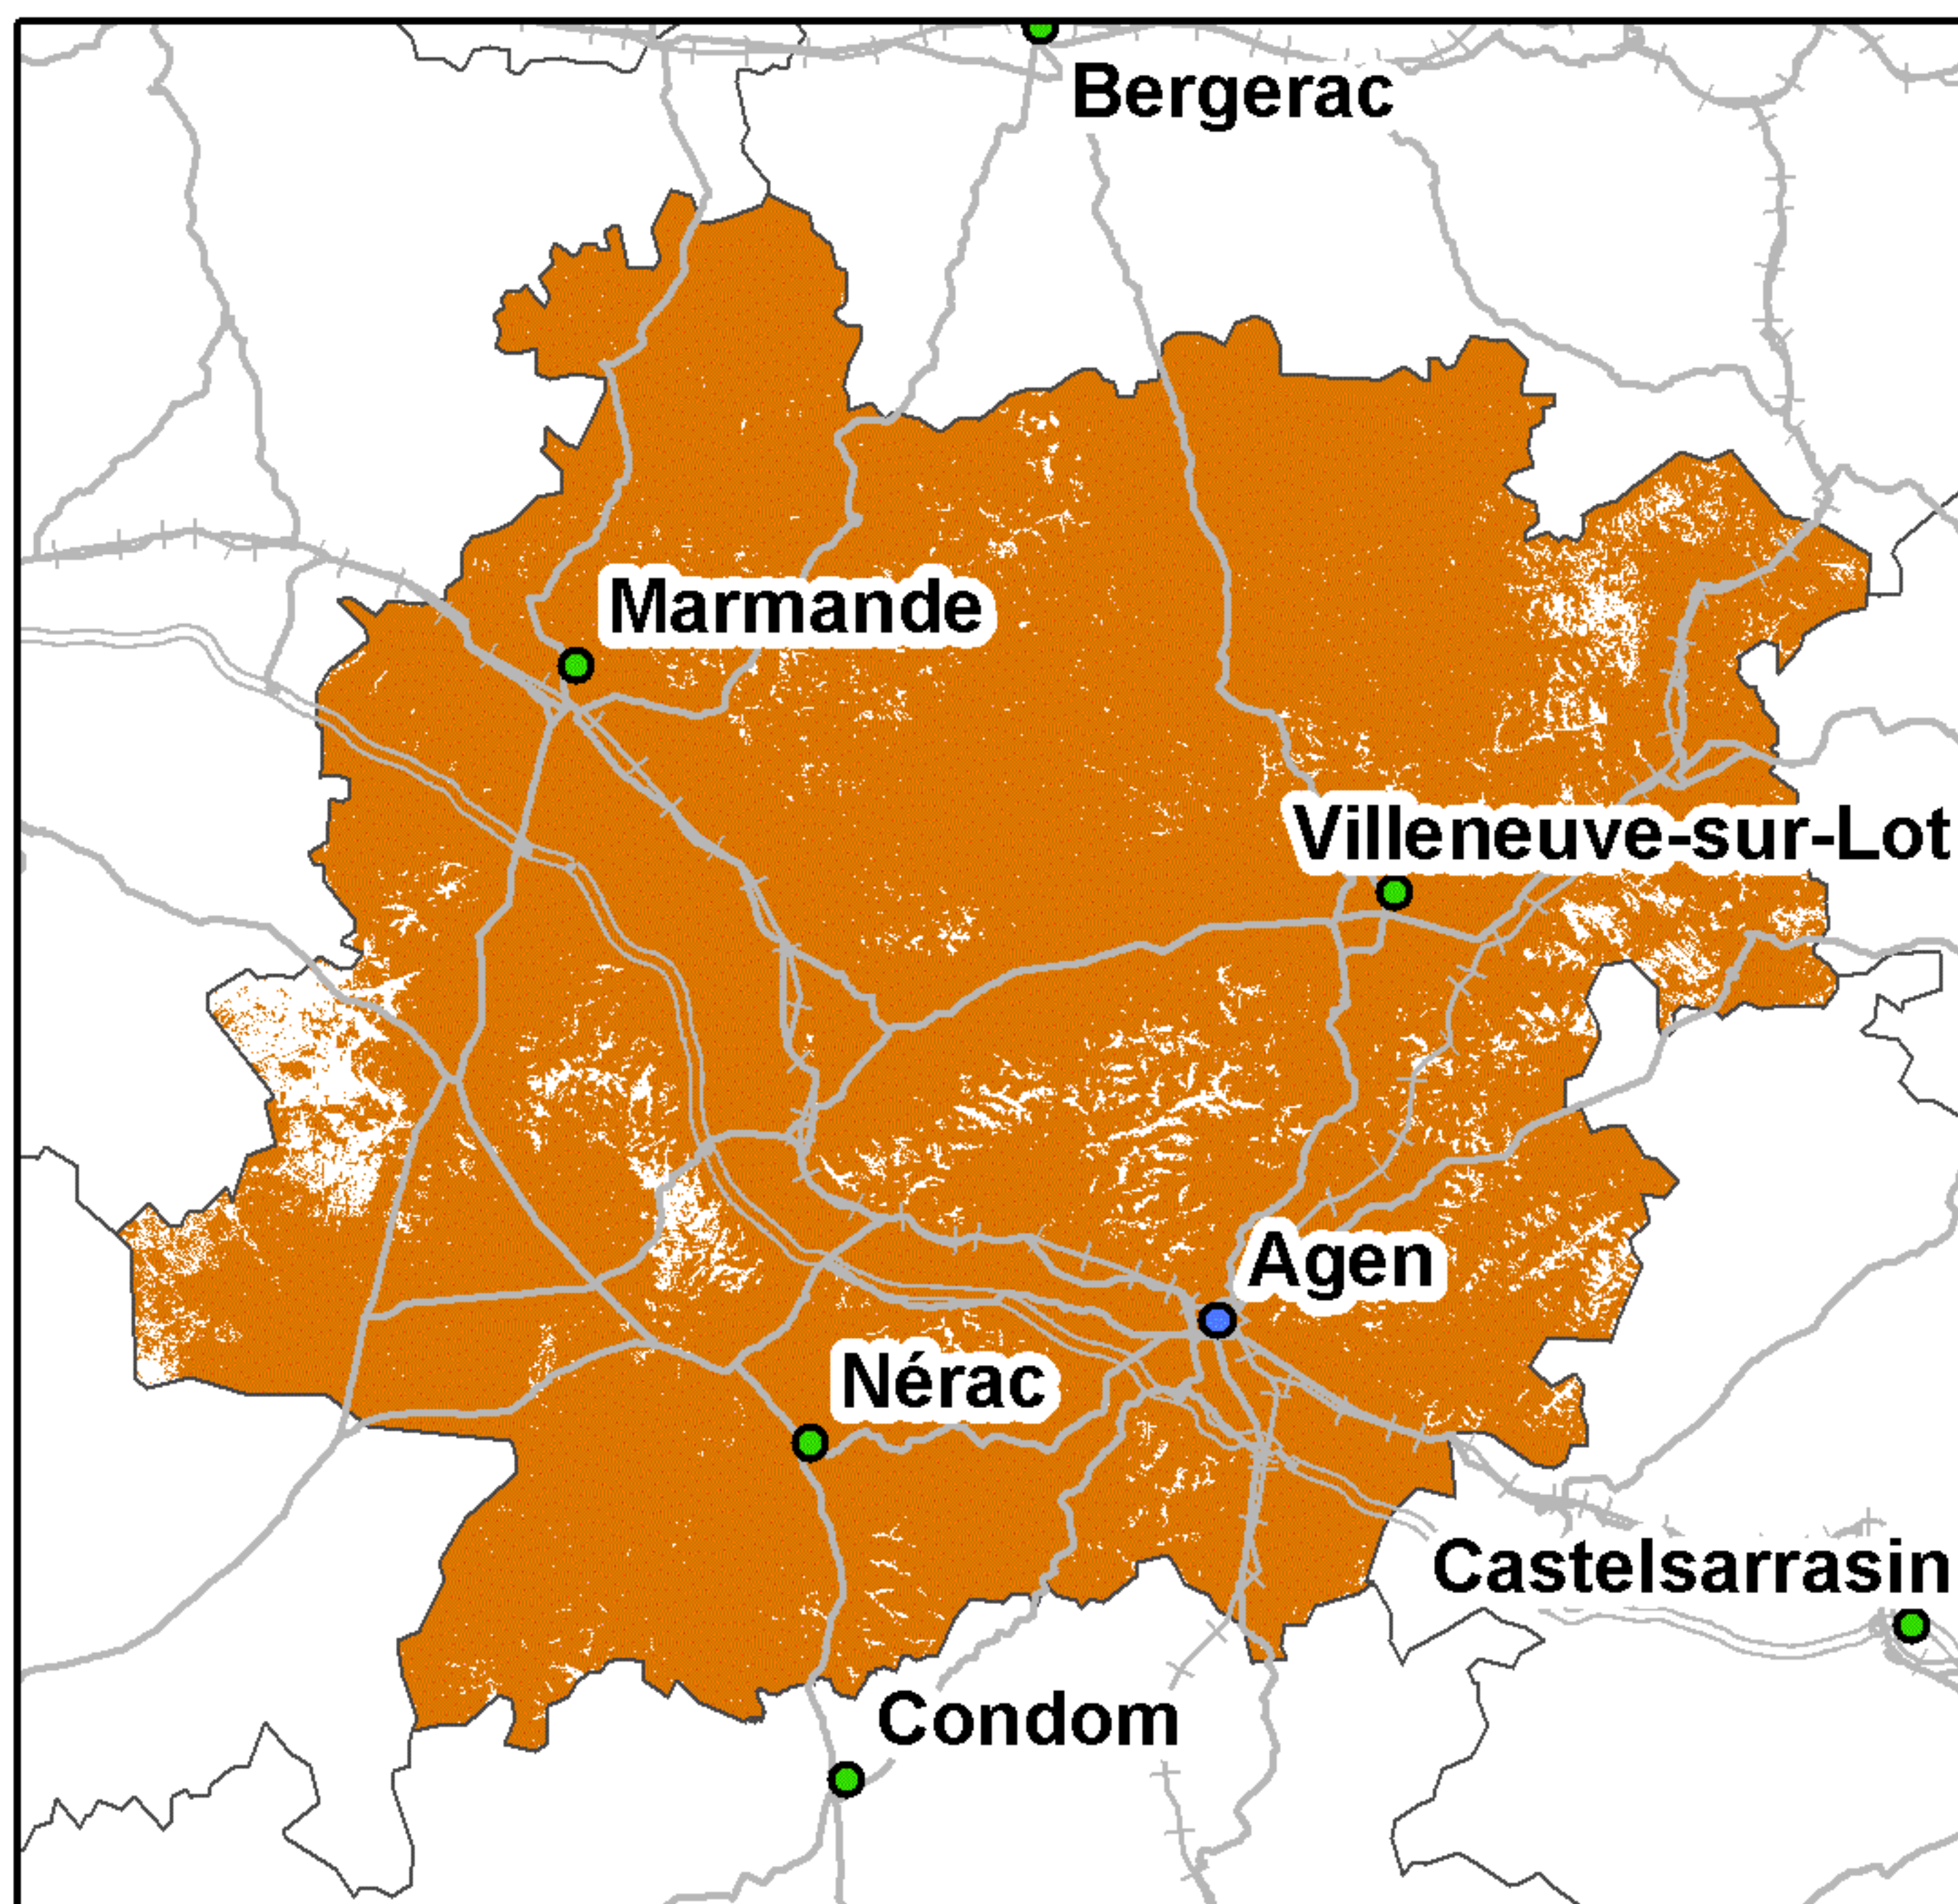 Bergerac
Marmande
Villeneuve-sur-Lot
Agen
Nérac
Castelsarrasin
Condom